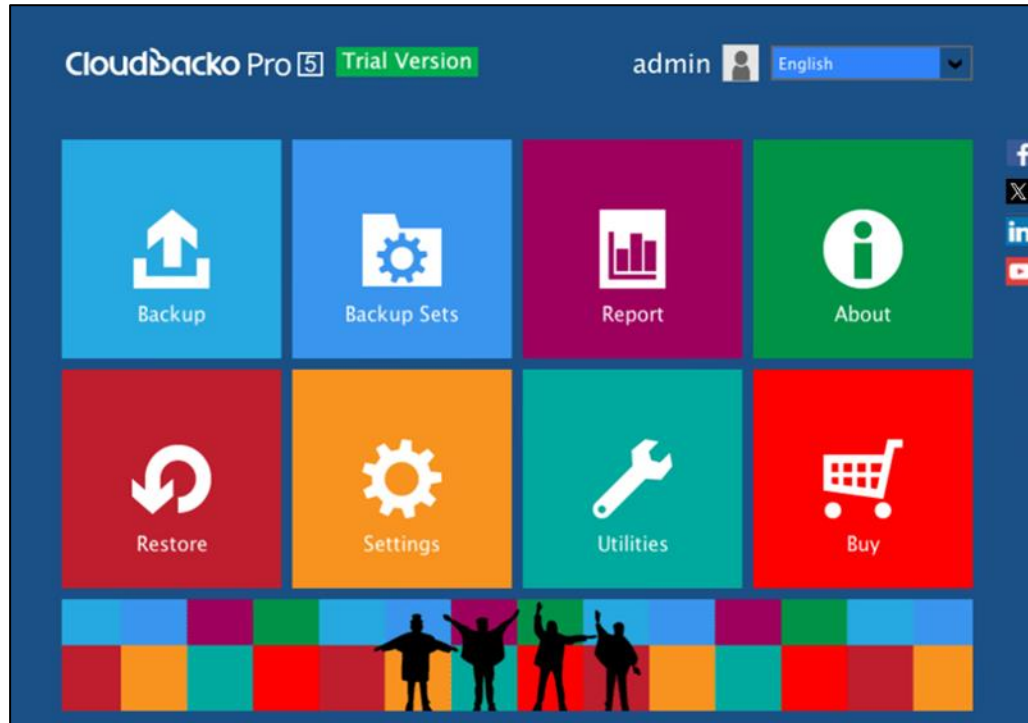 CloudBacko Pro 5 Trial Version
admin English
Backup Backup Sets Report About
Restore Settings Utilities Buy